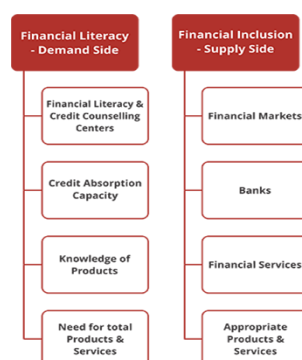 Financial Literacy
- Demand Side
Financial Literacy &
Credit Counselling
Centers
Credit Absorption
Capacity
Knowledge of
Products
Need for total
Products &
Services
Financial Inclusion
- Supply Side
Financial Markets
Banks
Financial Services
Appropriate
Products &
Services